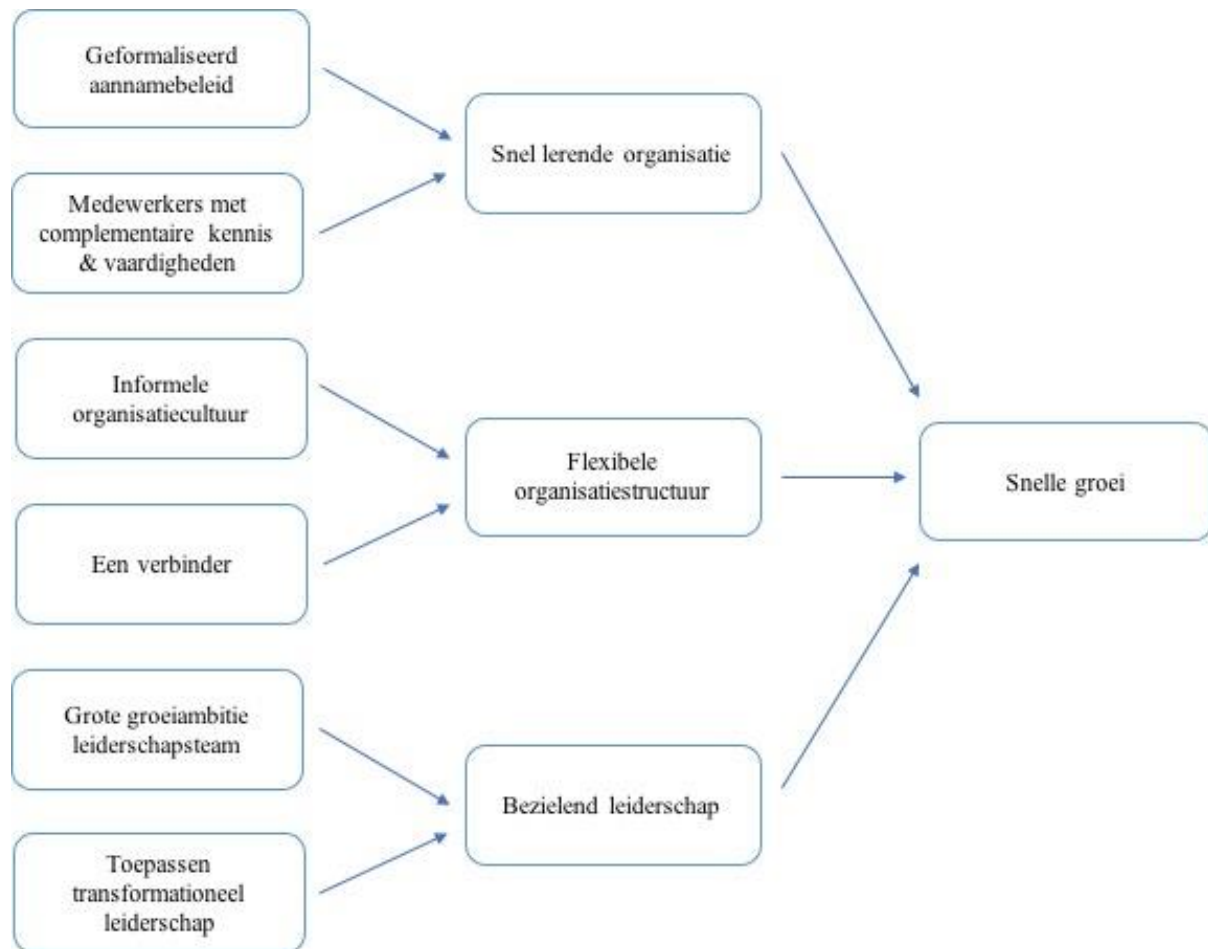 Geformaliseerd
aannamebeleid
Medewerkers met
complementaire kennis
& vaardigheden
Snel lerende organisatie
Informele
organisatiecultuur
Een verbinder
Flexibele
organisatiestructuur
Grote groeiambitie
leiderschapsteam
Toepassen
transformationeel
leiderschap
Bezielend leiderschap
Snelle groei